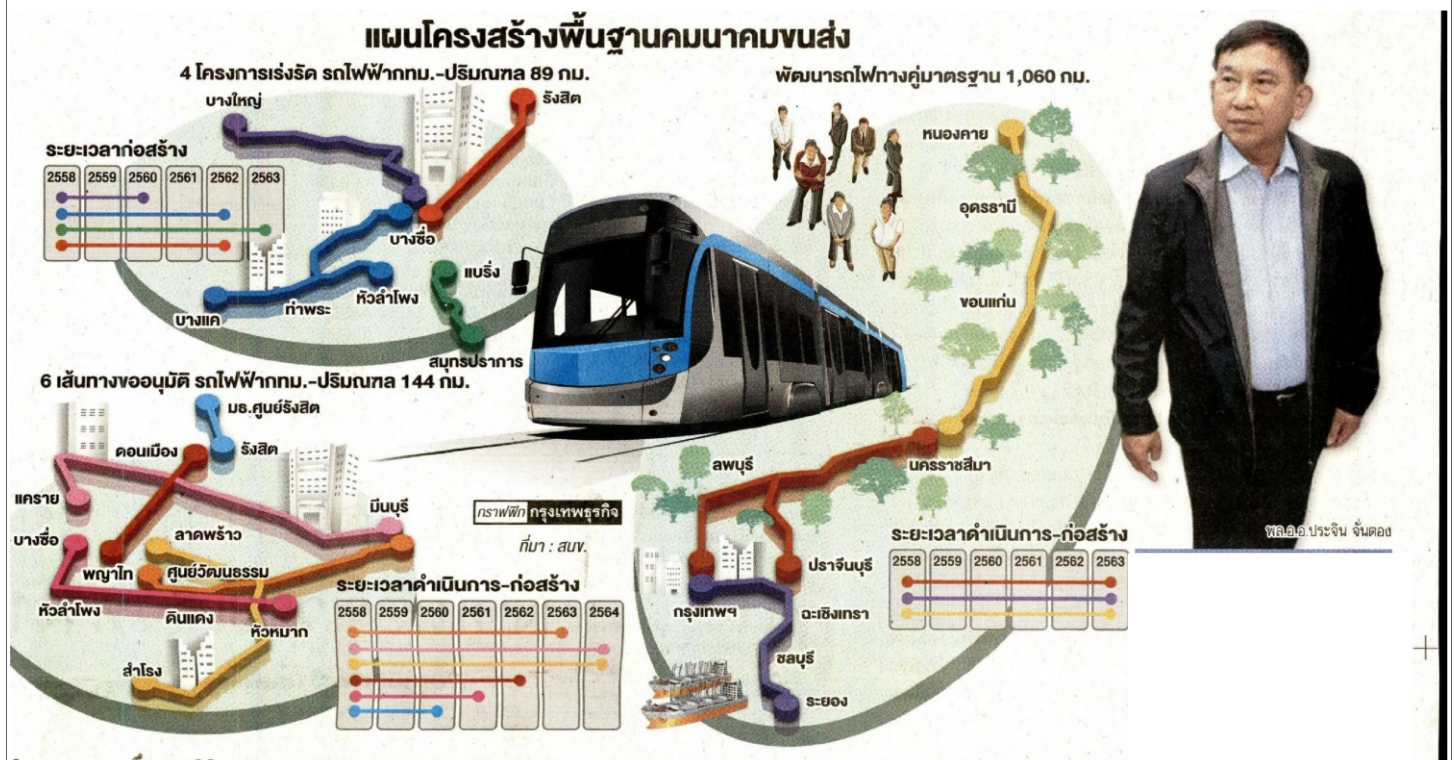 แผนโครงสร้างพื้นฐานคมนาคมขนส่ง
4 โครงการเร่งรัด รถไฟฟ้ากทม.-ปริมณฑล 89 กม.
บางใหญ่
รังสิต
ระยะเวลาก่อสร้าง
2558 2559 2560 2561 2562 2563
บางซื่อ
แบริ่ง
หัวลำโพง
ท่าพระ
บางแค
สมุทรปราการ
6 เส้นทางขออนุมัติ รถไฟฟ้ากทม.-ปริมณฑล 144 กม.
มธ.ศูนย์รังสิต
ดอนเมือง
รังสิต
แคราย
มีนบุรี
บางซื่อ
ลาดพร้าว
พญาไท
ศูนย์วัฒนธรรม
หัวลำโพง
ดินแดง
หัวหมาก
สำโรง
ระยะเวลาดำเนินการ-ก่อสร้าง
2558 2559 2560 2561 2562 2563 2564
กราฟฟิก กรุงเทพธุรกิจ
ที่มา : สนข.
พัฒนารถไฟทางคู่มาตรฐาน 1,060 กม.
หนองคาย
อุดรธานี
ขอนแก่น
ลพบุรี
นครราชสีมา
ปราจีนบุรี
กรุงเทพฯ
ฉะเชิงเทรา
ชลบุรี
ระยอง
ระยะเวลาดำเนินการ-ก่อสร้าง
2558 2559 2560 2561 2562 2563
พล.อ.อ.ประจิน จั่นตอง